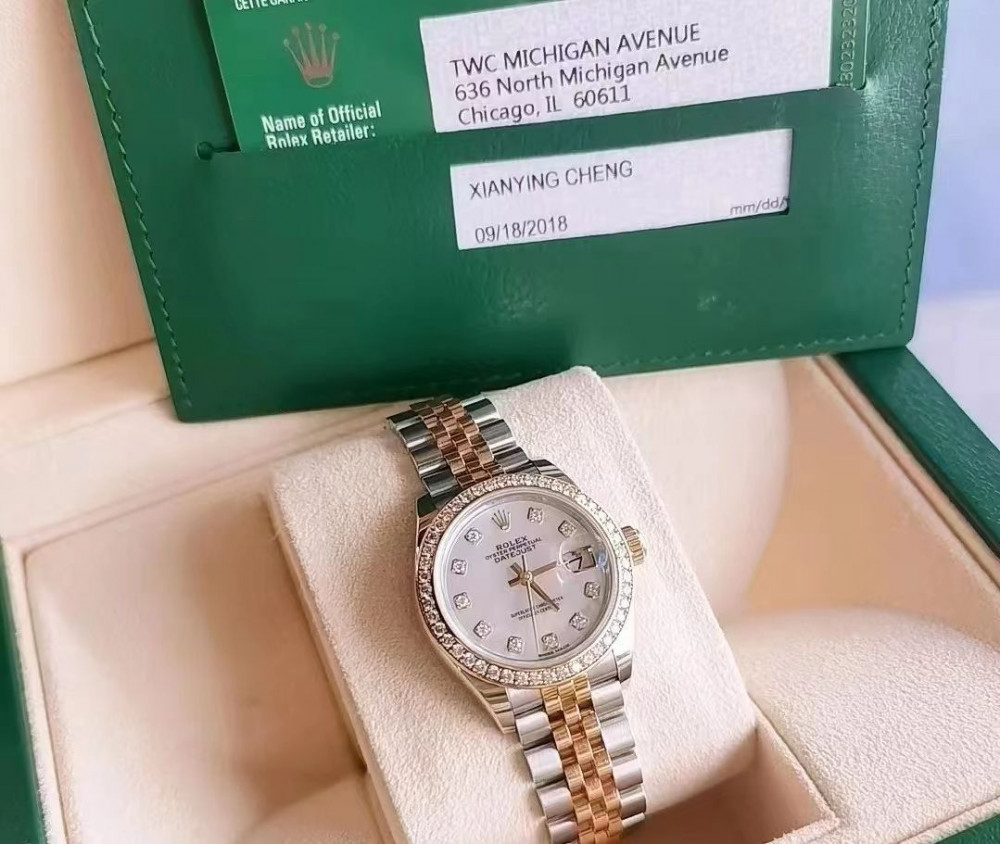 TWC MICHIGAN AVENUE
636 North Michigan Avenue
Chicago, IL 60611
Name of Official
Rolex Retailer:
XIANYING CHENG
mm/dd/
09/18/2018
ROLEX
OYSTER PERPETUAL
DATEJUST
7